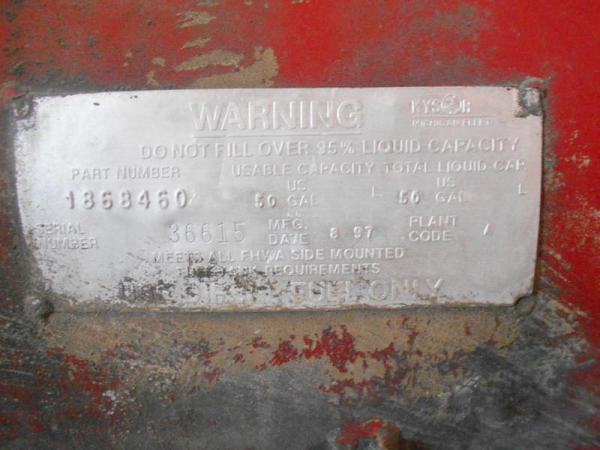 WARNING
KYSOR
DO NOT FILL OVER 95% LIQUID CAPACITY
PART NUMBER USABLE CAPACITY TOTAL LIQUID CAP
US L US L
1868460 50 GAL 50 GAL
SERIAL NUMBER 36615 MFG. DATE 8 97 PLANT CODE
MEETS ALL FHWA SIDE MOUNTED
TANK REQUIREMENTS
FUEL ONLY